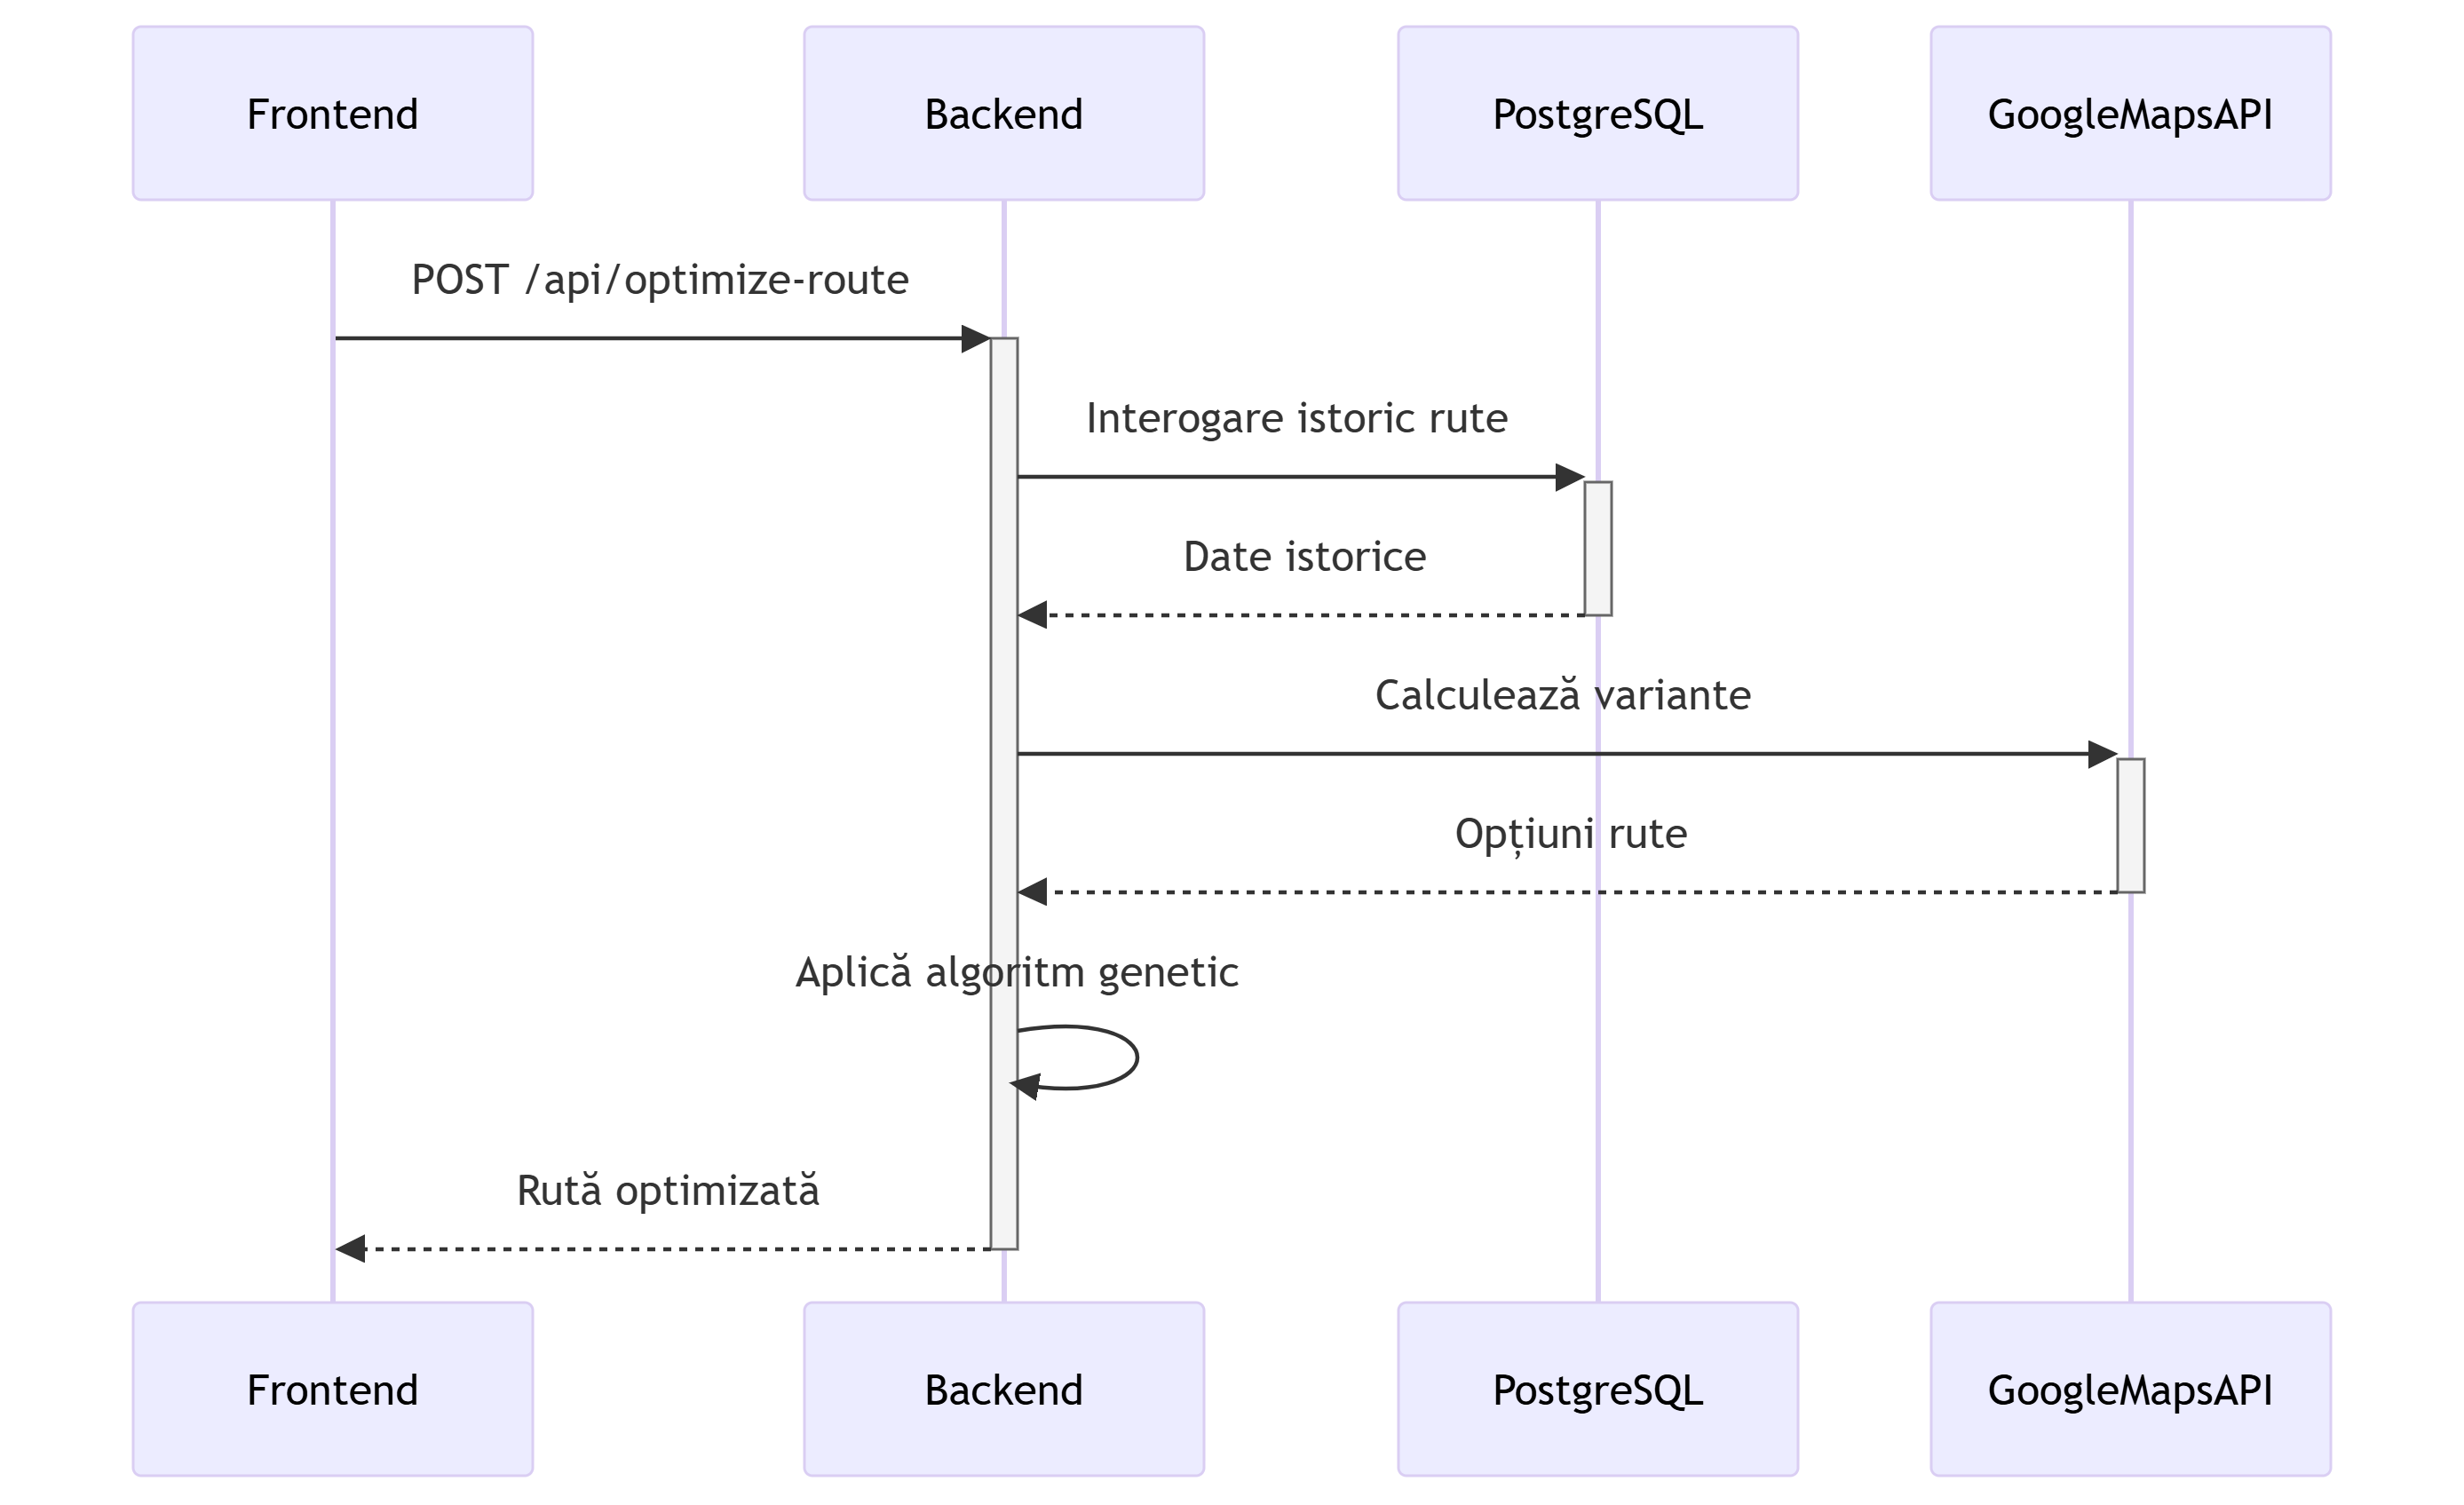 Frontend
Backend
PostgreSQL
GoogleMapsAPI
POST /api/optimize-route
Interogare istoric rute
Date istorice
Calculează variante
Opțiuni rute
Aplică algoritm genetic
Rută optimizată
Frontend
Backend
PostgreSQL
GoogleMapsAPI